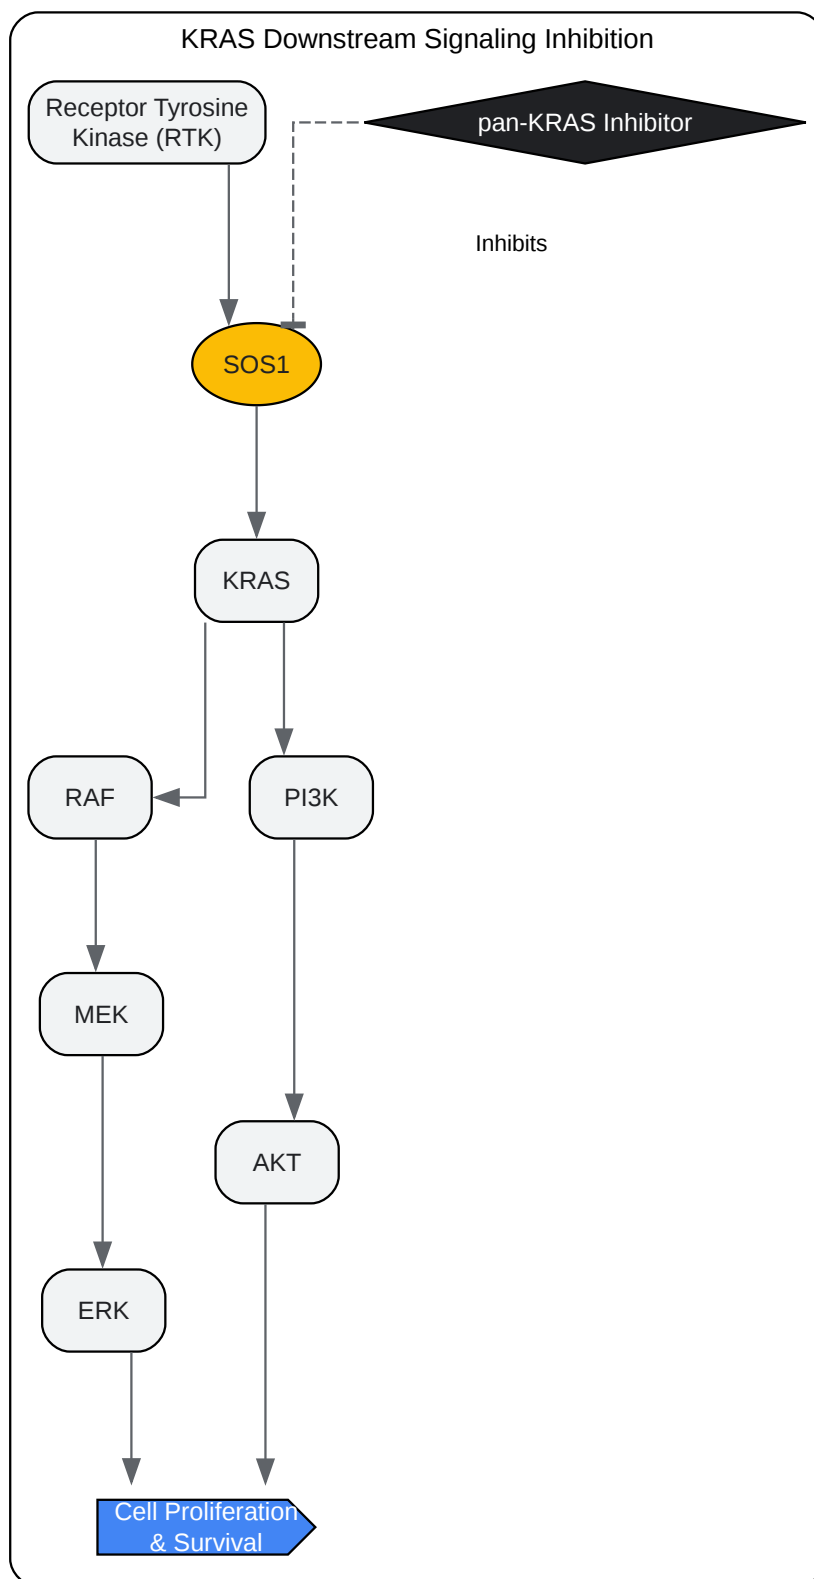 KRAS Downstream Signaling Inhibition
Receptor Tyrosine
Kinase (RTK)
pan-KRAS Inhibitor
Inhibits
SOS1
KRAS
RAF
PI3K
MEK
AKT
ERK
Cell Proliferation
& Survival